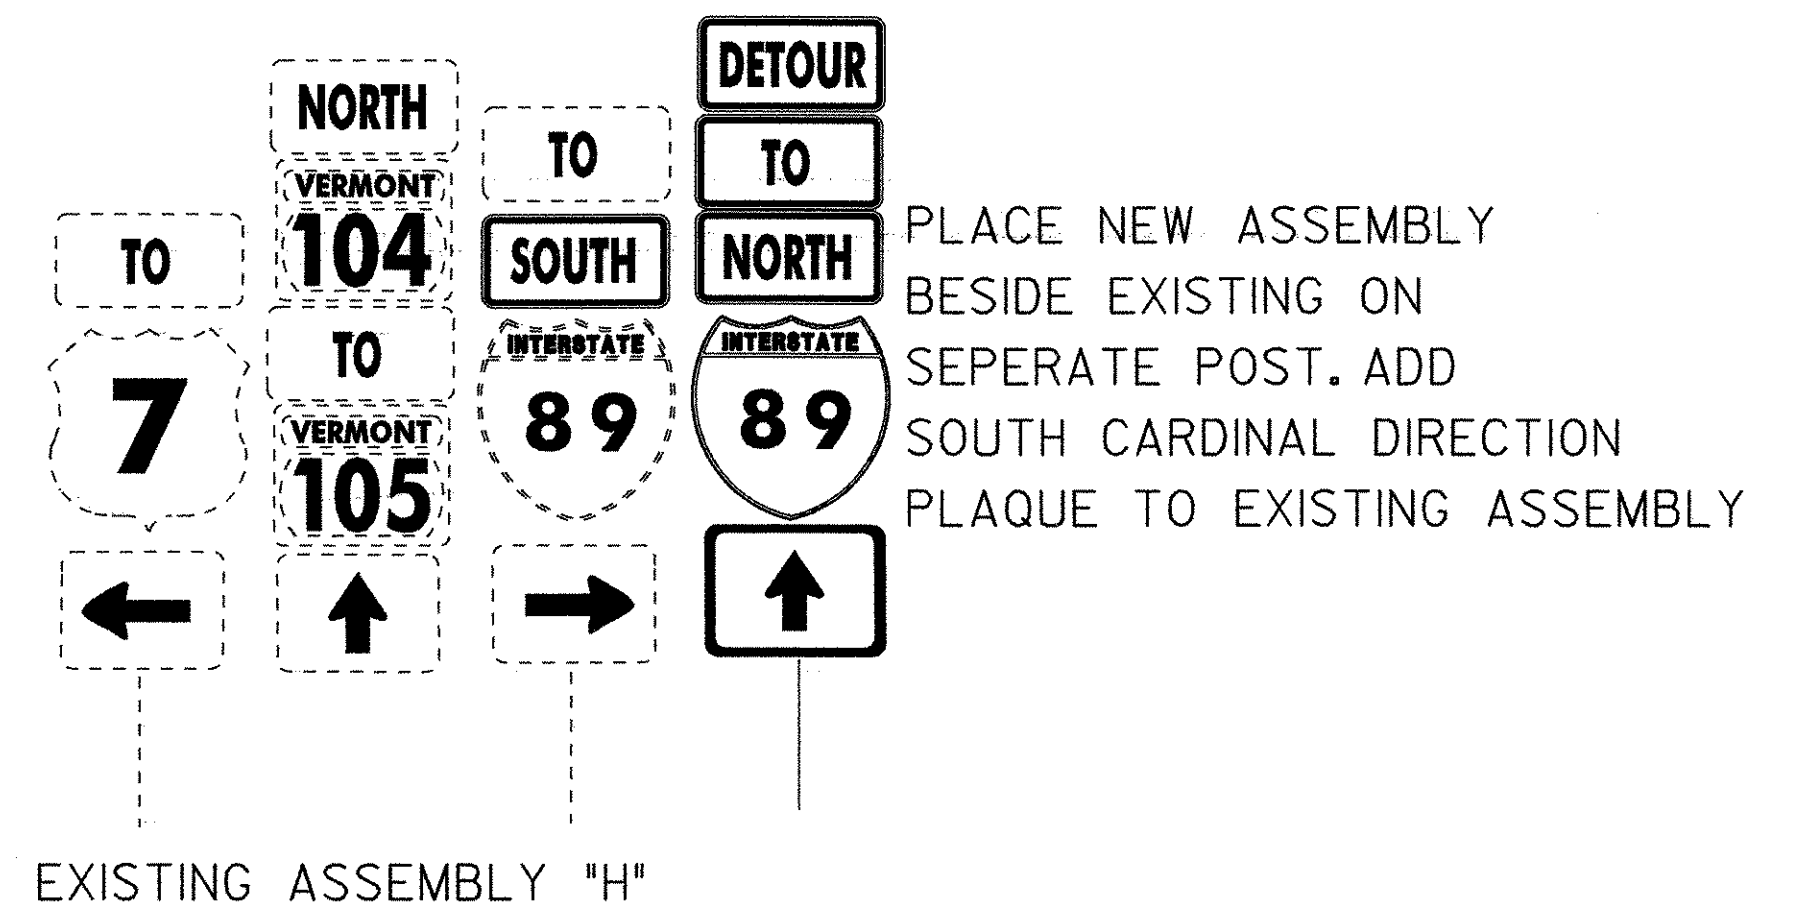 TO
7
NORTH
VERMONT
104
TO
VERMONT
105
TO
SOUTH
INTERSTATE
89
DETOUR
TO
NORTH
INTERSTATE
89
PLACE NEW ASSEMBLY
BESIDE EXISTING ON
SEPERATE POST. ADD
SOUTH CARDINAL DIRECTION
PLAQUE TO EXISTING ASSEMBLY
EXISTING ASSEMBLY "H"